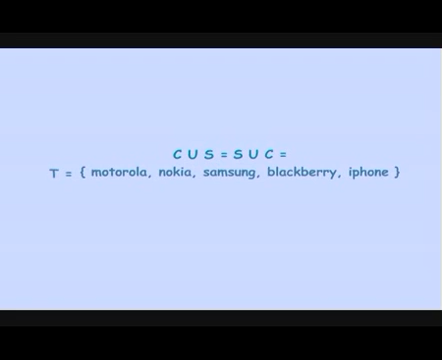 C U S = S U C =
T = { motorola, nokia, samsung, blackberry, iphone }